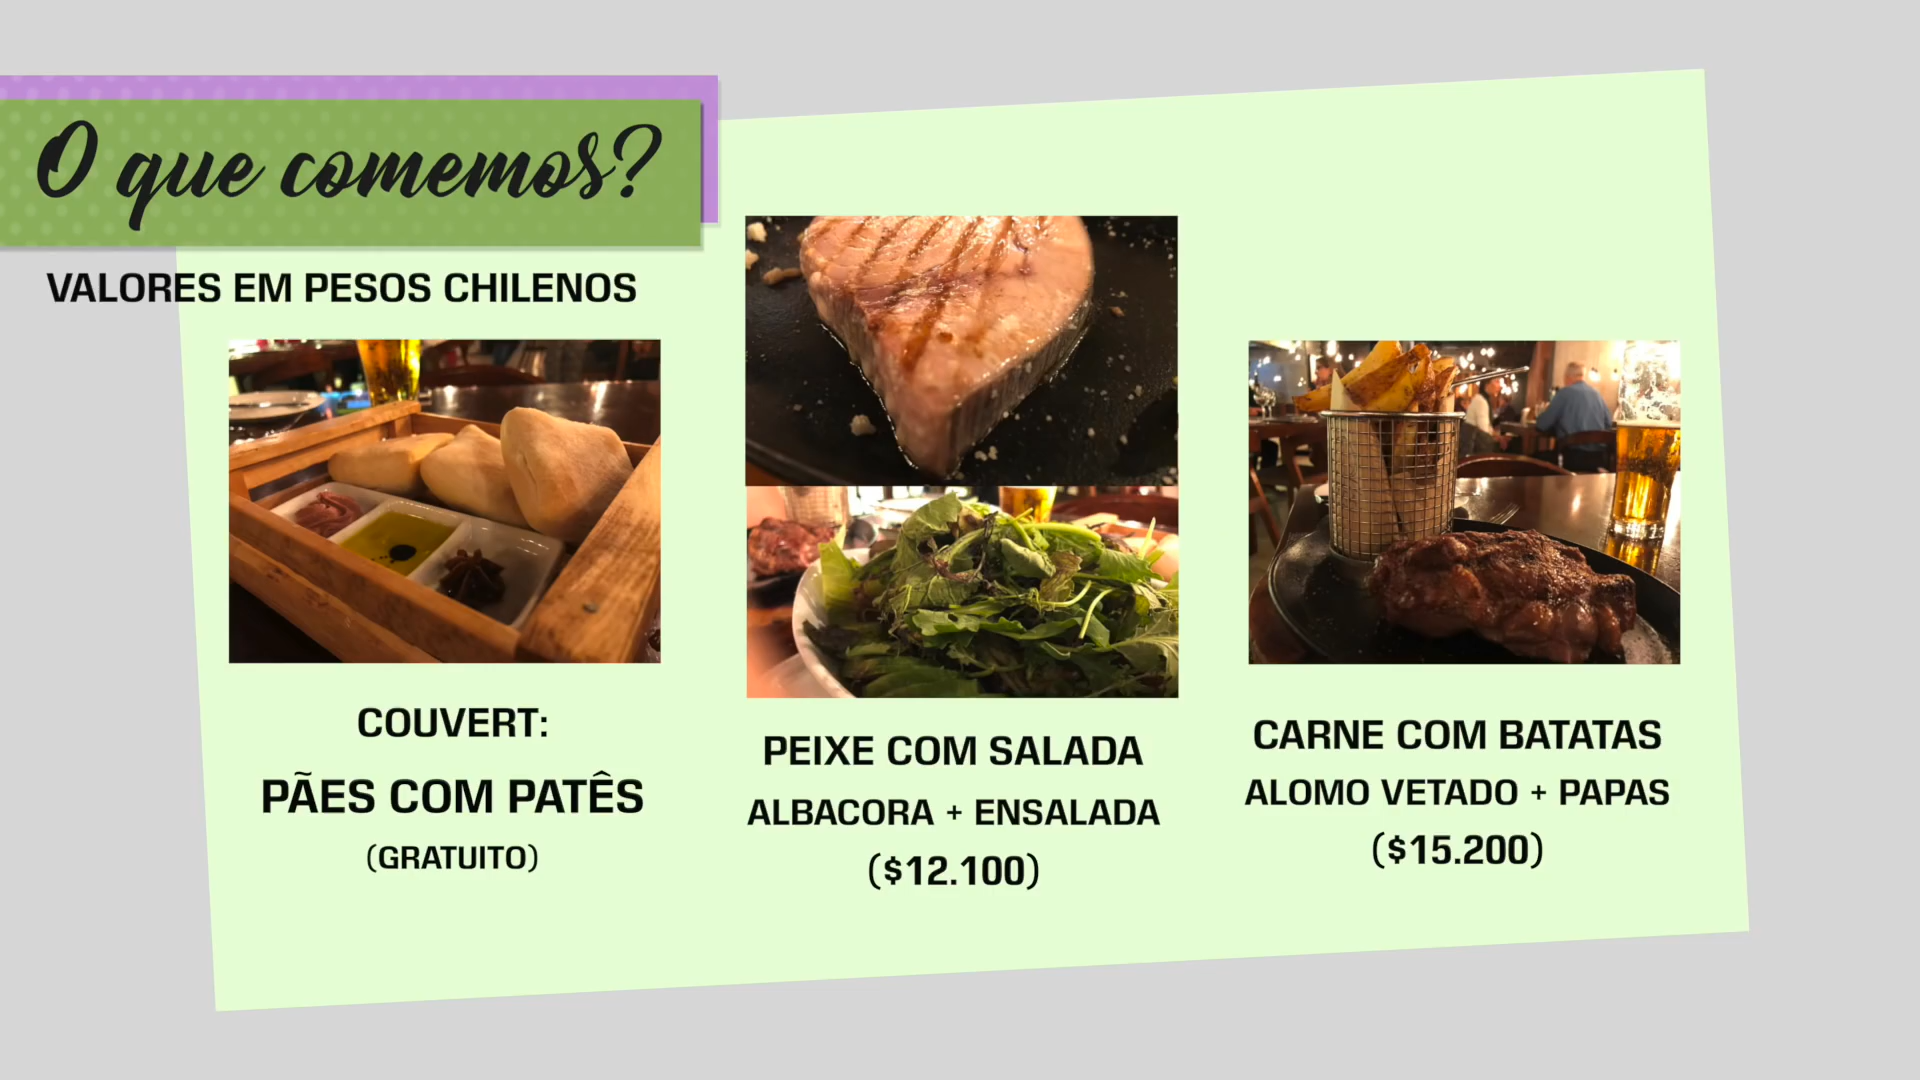 O que comemos?
VALORES EM PESOS CHILENOS
COUVERT:
PÃES COM PATÊS
(GRATUITO)
PEIXE COM SALADA
ALBACORA + ENSALADA
($12.100)
CARNE COM BATATAS
ALOMO VETADO + PAPAS
($15.200)